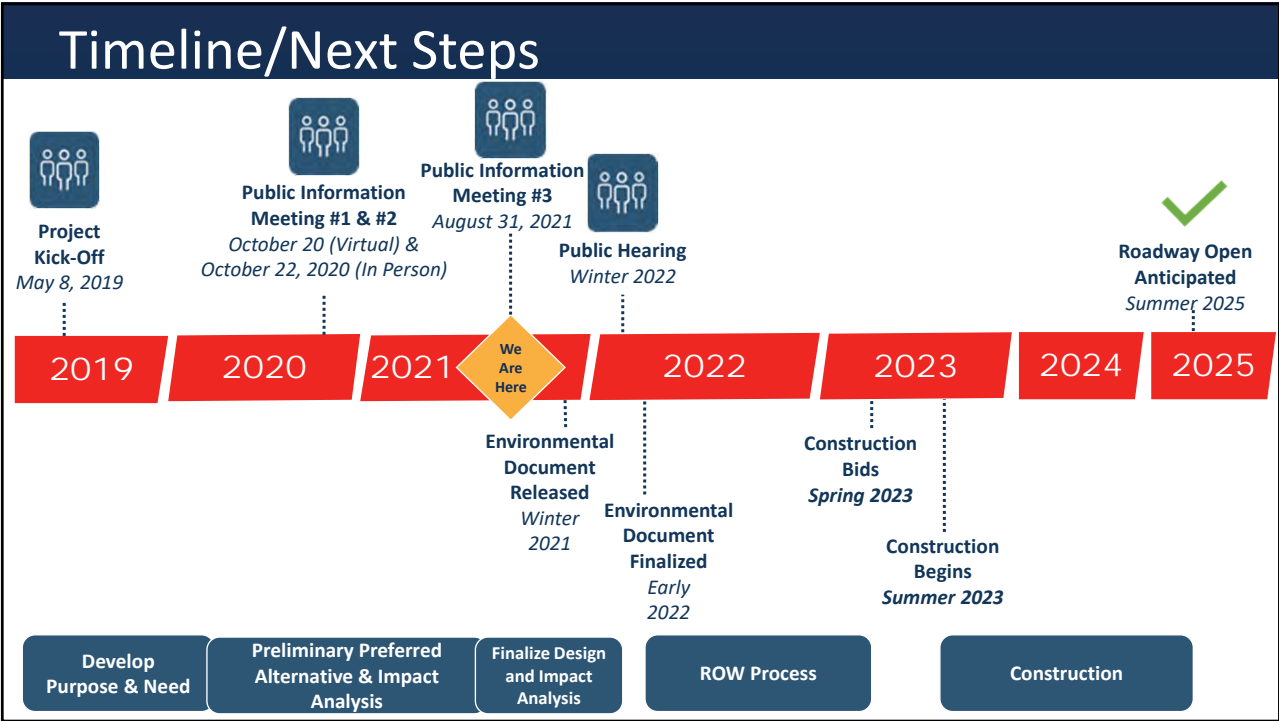 Timeline/Next Steps
Project
Kick-Off
May 8, 2019
Public Information
Meeting #1 & #2
October 20 (Virtual) &
October 22, 2020 (In Person)
Public Information
Meeting #3
August 31, 2021
Public Hearing
Winter 2022
Roadway Open
Anticipated
Summer 2025
2019
2020
2021
We
Are
Here
2022
2023
2024
2025
Environmental
Document
Released
Winter
2021
Environmental
Document
Finalized
Early
2022
Construction
Bids
Spring 2023
Construction
Begins
Summer 2023
Develop
Purpose & Need
Preliminary Preferred
Alternative & Impact
Analysis
Finalize Design
and Impact
Analysis
ROW Process
Construction